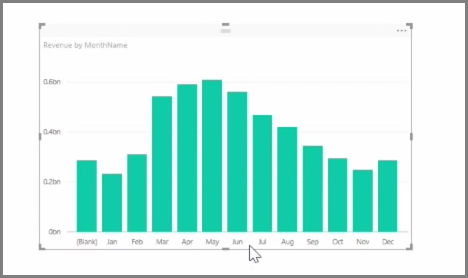 Revenue by MonthName
0.6bn
0.4bn
0.2bn
0bn
(Blank) Jan Feb Mar Apr May Jun Jul Aug Sep Oct Nov Dec